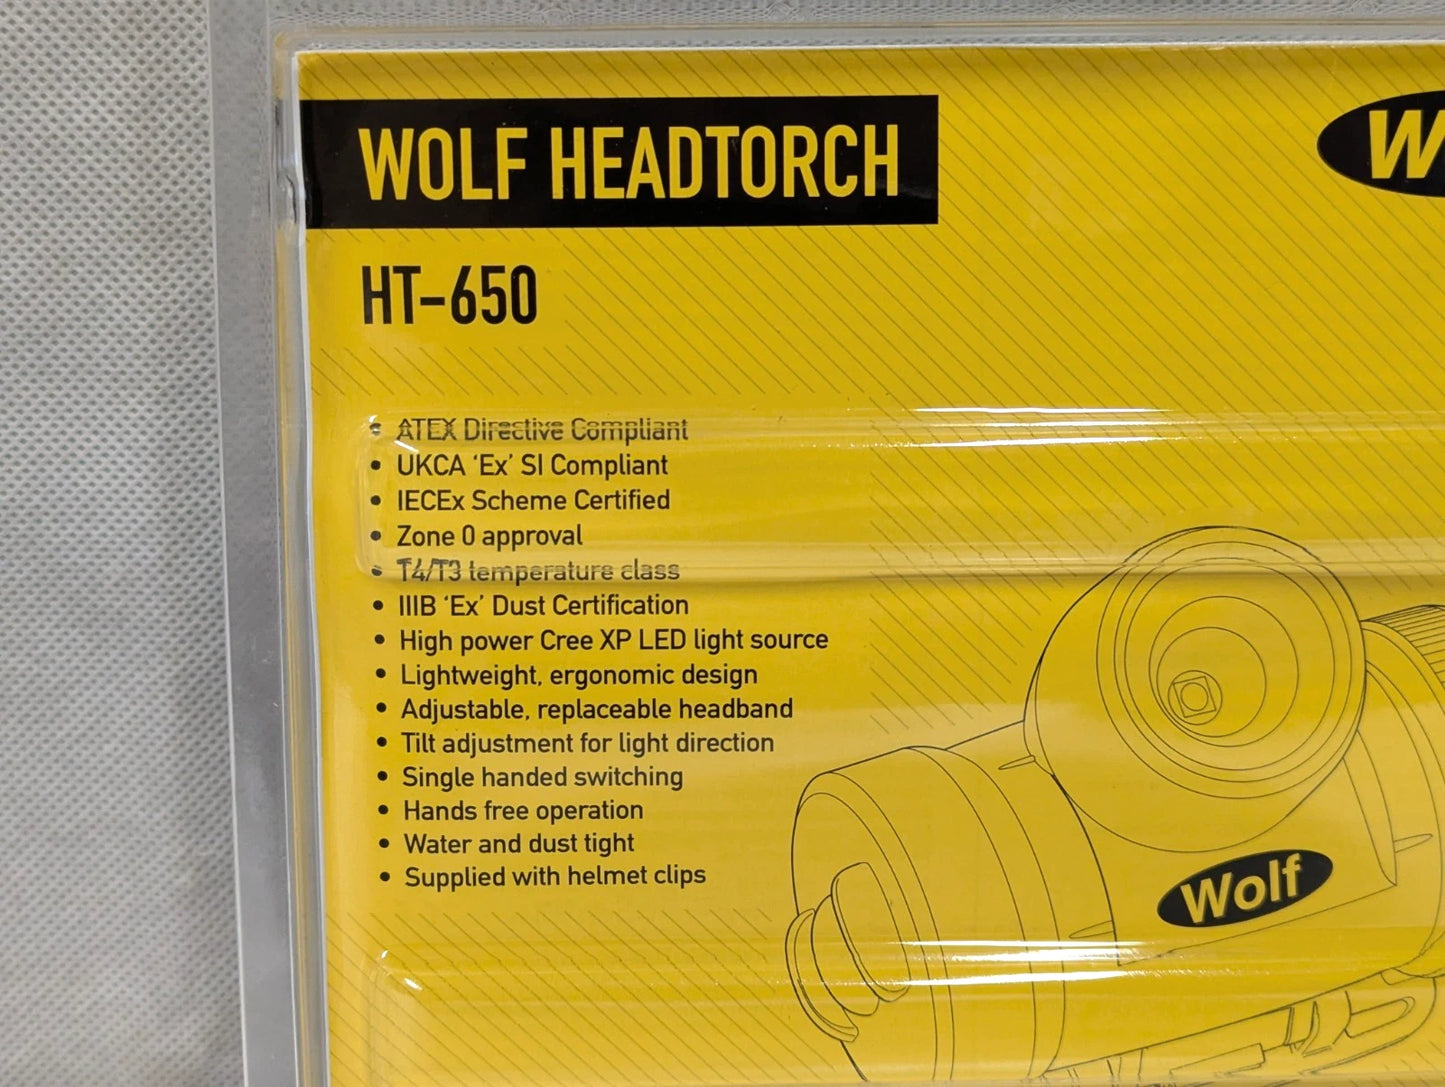 WOLF HEADTORCH
W
HT-650
• ATEX Directive Compliant
• UKCA 'Ex' SI Compliant
• IECEx Scheme Certified
• Zone 0 approval
• T4/T3 temperature class
• IIIB 'Ex' Dust Certification
• High power Cree XP LED light source
• Lightweight, ergonomic design
• Adjustable, replaceable headband
• Tilt adjustment for light direction
• Single handed switching
• Hands free operation
• Water and dust tight
• Supplied with helmet clips
Wolf